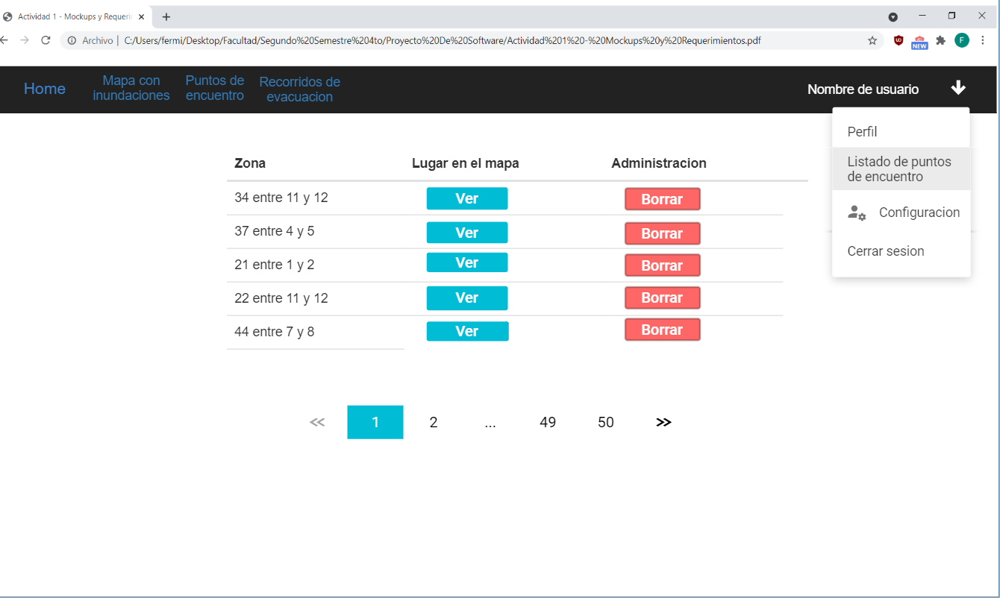 Actividad 1 - Mockups y Requeri
Archivo | C:/Users/fermi/Desktop/Facultad/Segundo%20Semestre%204to/Proyecto%20De%20Software/Actividad%201%20-%20Mockups%20y%20Requerimientos.pdf
NEW
F
Home
Mapa con
inundaciones
Puntos de
encuentro
Recorridos de
evacuacion
Nombre de usuario
Perfil
Listado de puntos
de encuentro
Configuracion
Cerrar sesion
Zona Lugar en el mapa Administracion
34 entre 11 y 12 Ver Borrar
37 entre 4 y 5 Ver Borrar
21 entre 1 y 2 Ver Borrar
22 entre 11 y 12 Ver Borrar
44 entre 7 y 8 Ver Borrar
<< 1 2 ... 49 50 >>